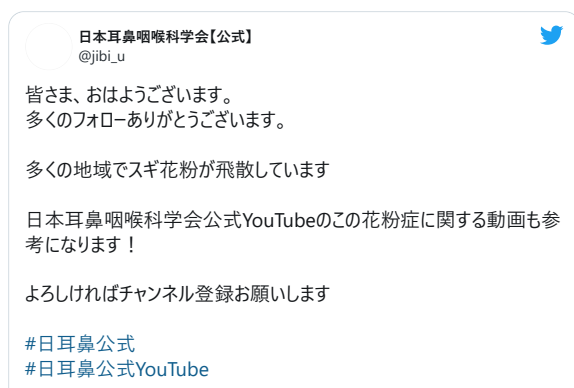 日本耳鼻咽喉科学会【公式】
@jibi_u
皆さま、おはようございます。
多くのフォローありがとうございます。
多くの地域でスギ花粉が飛散しています
日本耳鼻咽喉科学会公式YouTubeのこの花粉症に関する動画も参
考になります！
よろしければチャンネル登録お願いします
#日耳鼻公式
#日耳鼻公式YouTube